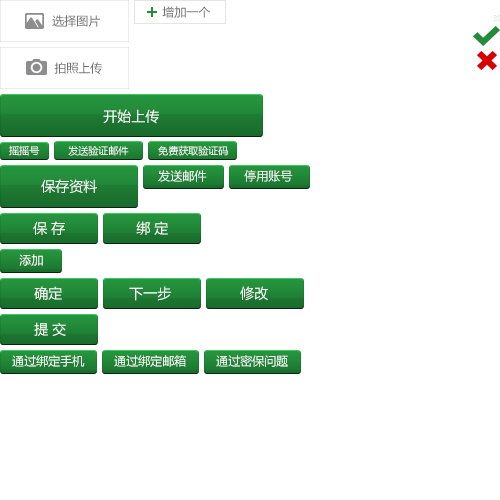 选择图片 增加一个
拍照上传
开始上传
摇摇号 发送验证邮件 免费获取验证码
保存资料 发送邮件 停用账号
保 存 绑 定
添加
确定 下一步 修改
提 交
通过绑定手机 通过绑定邮箱 通过密保问题